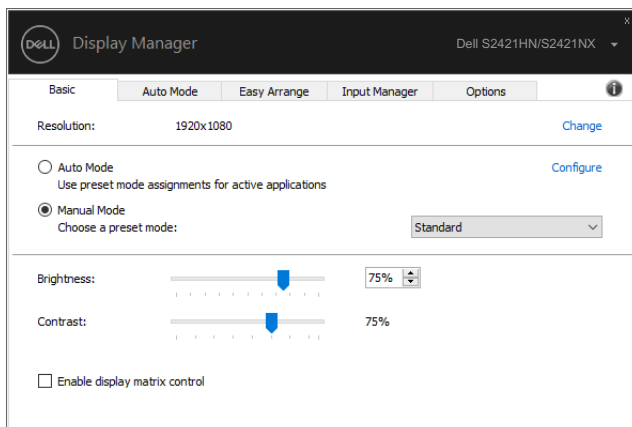 x
DELL Display Manager Dell S2421HN/S2421NX
Basic Auto Mode Easy Arrange Input Manager Options i
Resolution: 1920x1080 Change
Auto Mode Configure
Use preset mode assignments for active applications
Manual Mode
Choose a preset mode: Standard
Brightness: 75%
Contrast: 75%
Enable display matrix control